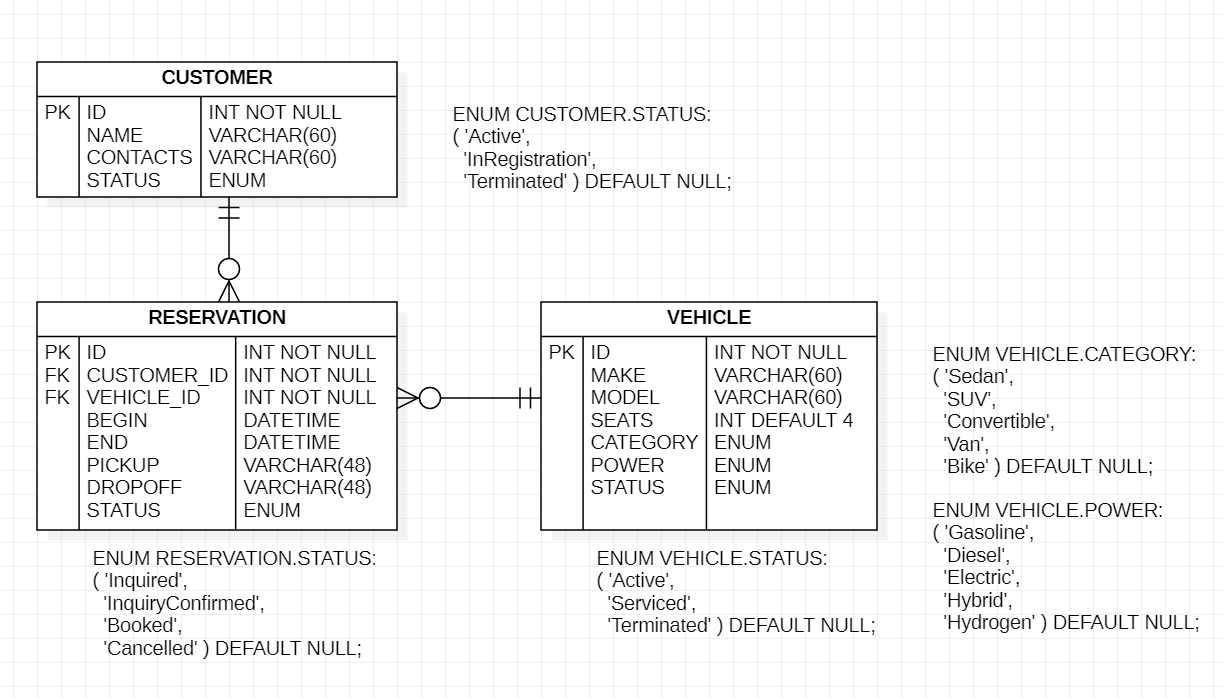 CUSTOMER
PK ID INT NOT NULL
NAME VARCHAR(60)
CONTACTS VARCHAR(60)
STATUS ENUM
ENUM CUSTOMER.STATUS:
( 'Active',
'InRegistration',
'Terminated' ) DEFAULT NULL;
RESERVATION
PK ID INT NOT NULL
FK CUSTOMER_ID INT NOT NULL
FK VEHICLE_ID INT NOT NULL
BEGIN DATETIME
END DATETIME
PICKUP VARCHAR(48)
DROPOFF VARCHAR(48)
STATUS ENUM
ENUM RESERVATION.STATUS:
( 'Inquired',
'InquiryConfirmed',
'Booked',
'Cancelled' ) DEFAULT NULL;
VEHICLE
PK ID INT NOT NULL
MAKE VARCHAR(60)
MODEL VARCHAR(60)
SEATS INT DEFAULT 4
CATEGORY ENUM
POWER ENUM
STATUS ENUM
ENUM VEHICLE.STATUS:
( 'Active',
'Serviced',
'Terminated' ) DEFAULT NULL;
ENUM VEHICLE.CATEGORY:
( 'Sedan',
'SUV',
'Convertible',
'Van',
'Bike' ) DEFAULT NULL;
ENUM VEHICLE.POWER:
( 'Gasoline',
'Diesel',
'Electric',
'Hybrid',
'Hydrogen' ) DEFAULT NULL;